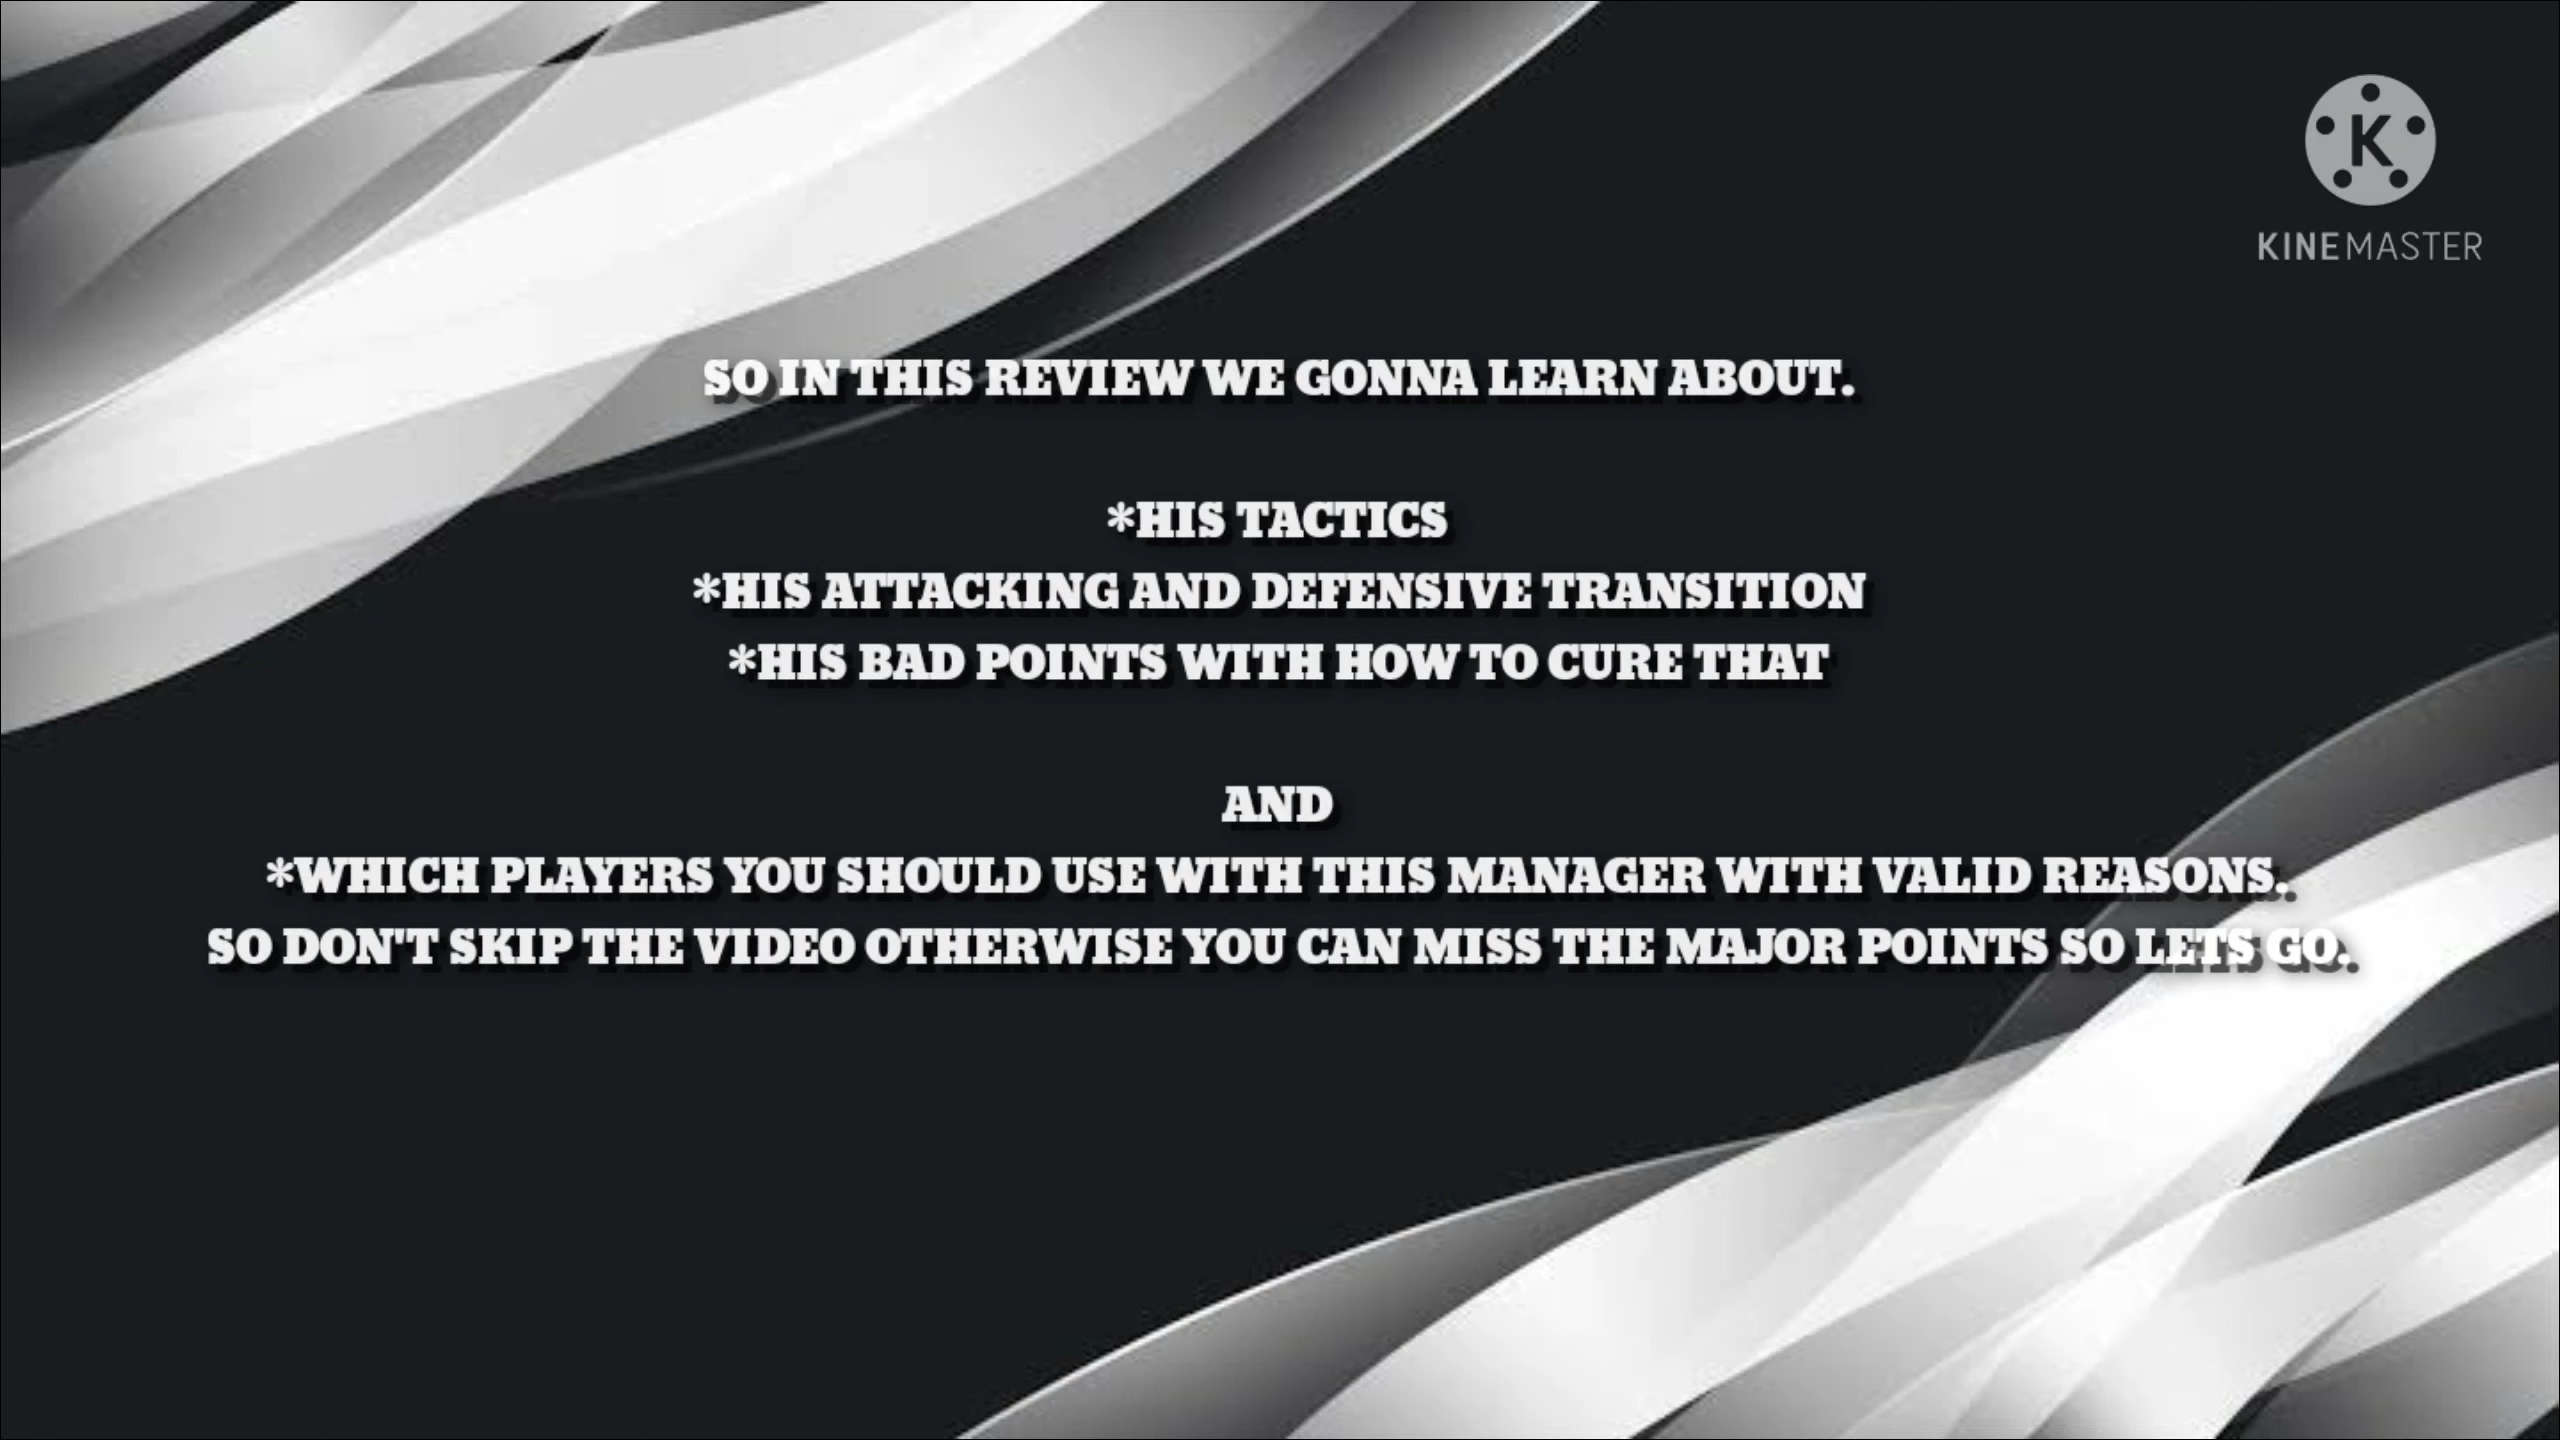 K
KINEMASTER
SO IN THIS REVIEW WE GONNA LEARN ABOUT.
*HIS TACTICS
*HIS ATTACKING AND DEFENSIVE TRANSITION
*HIS BAD POINTS WITH HOW TO CURE THAT
AND
*WHICH PLAYERS YOU SHOULD USE WITH THIS MANAGER WITH VALID REASONS.
SO DON'T SKIP THE VIDEO OTHERWISE YOU CAN MISS THE MAJOR POINTS SO LETS GO.